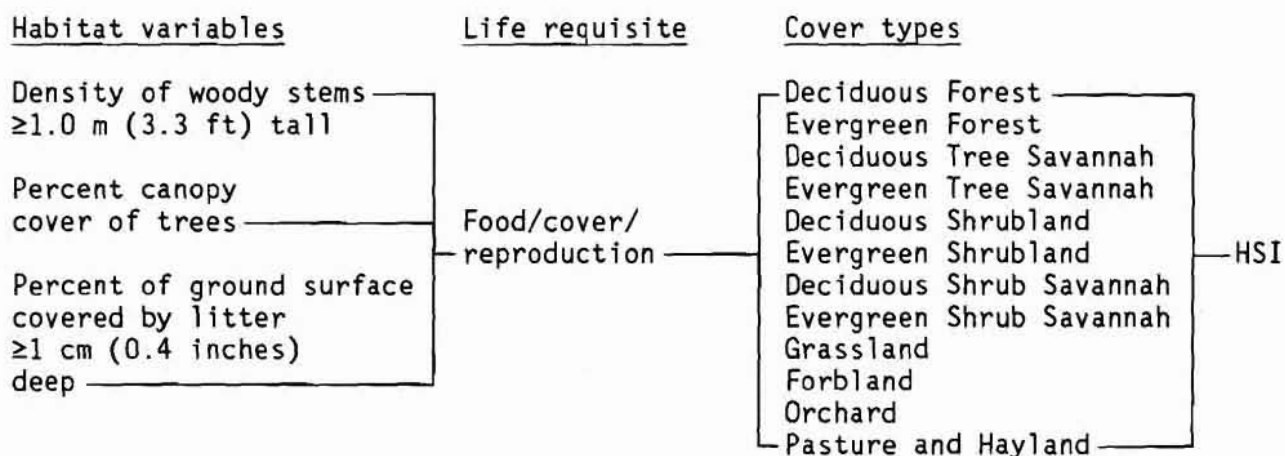 Habitat variables
Life requisite
Cover types
Density of woody stems
≥1.0 m (3.3 ft) tall
Percent canopy
cover of trees
Percent of ground surface
covered by litter
≥1 cm (0.4 inches)
deep
Food/cover/
reproduction
Deciduous Forest
Evergreen Forest
Deciduous Tree Savannah
Evergreen Tree Savannah
Deciduous Shrubland
Evergreen Shrubland
Deciduous Shrub Savannah
Evergreen Shrub Savannah
Grassland
Forbland
Orchard
Pasture and Hayland
HSI